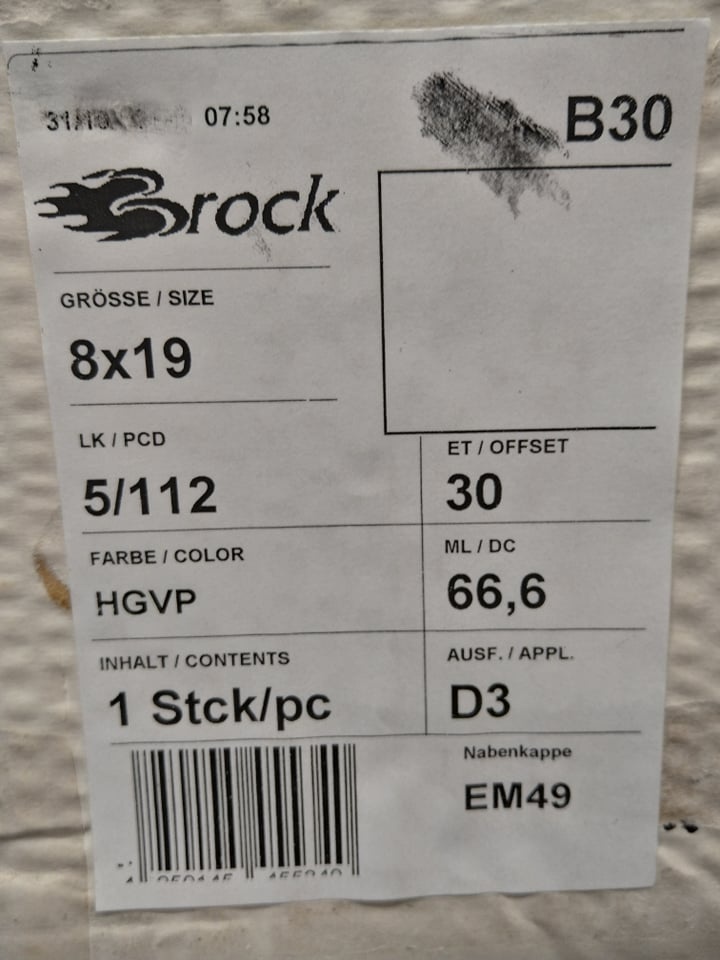 07:58
B30
Brock
GRÖSSE / SIZE
8x19
LK / PCD
5/112
ET / OFFSET
30
FARBE / COLOR
HGVP
ML / DC
66,6
INHALT / CONTENTS
1 Stck/pc
AUSF. / APPL.
D3
Nabenkappe
EM49